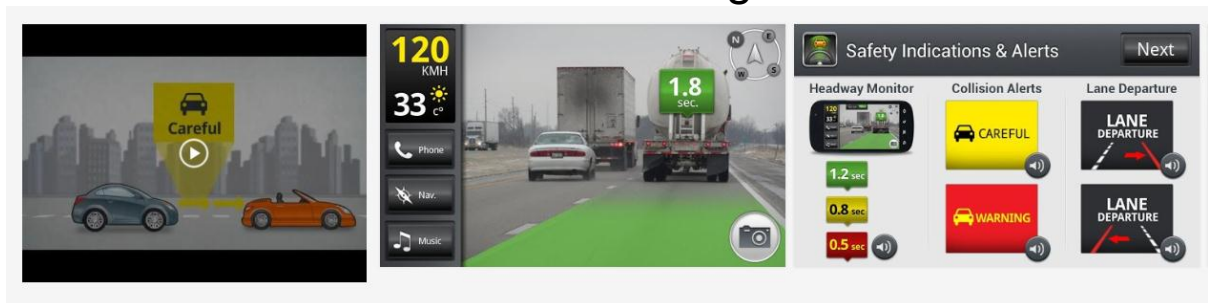 g
Careful
120
KMH
33 C°
Phone
Nav.
Music
1.8
sec.
N
E
W
S
Safety Indications & Alerts
Next
Headway Monitor
Collision Alerts
Lane Departure
1.2 sec
0.8 sec
0.5 sec
CAREFUL
WARNING
LANE
DEPARTURE
LANE
DEPARTURE